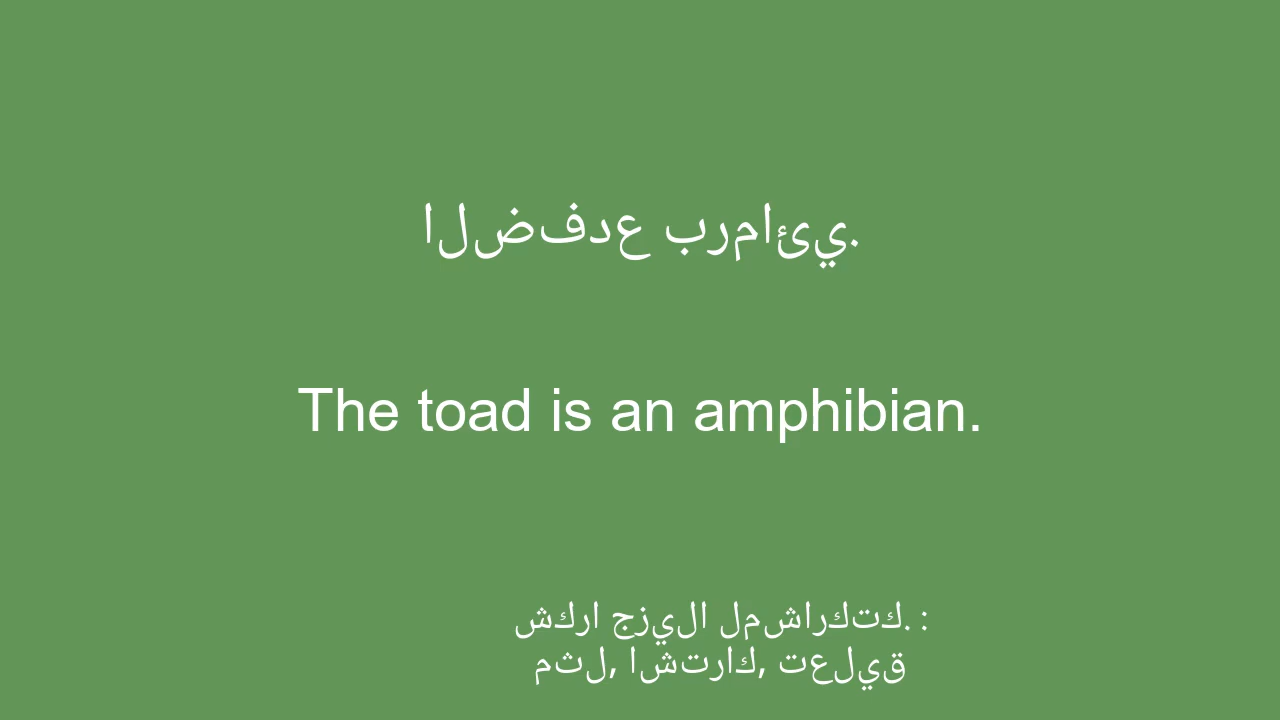 الضفدع برمائي.
The toad is an amphibian.
شكرا جزيلا لمشاركتك. :
مثل, اشتراك, تعليق